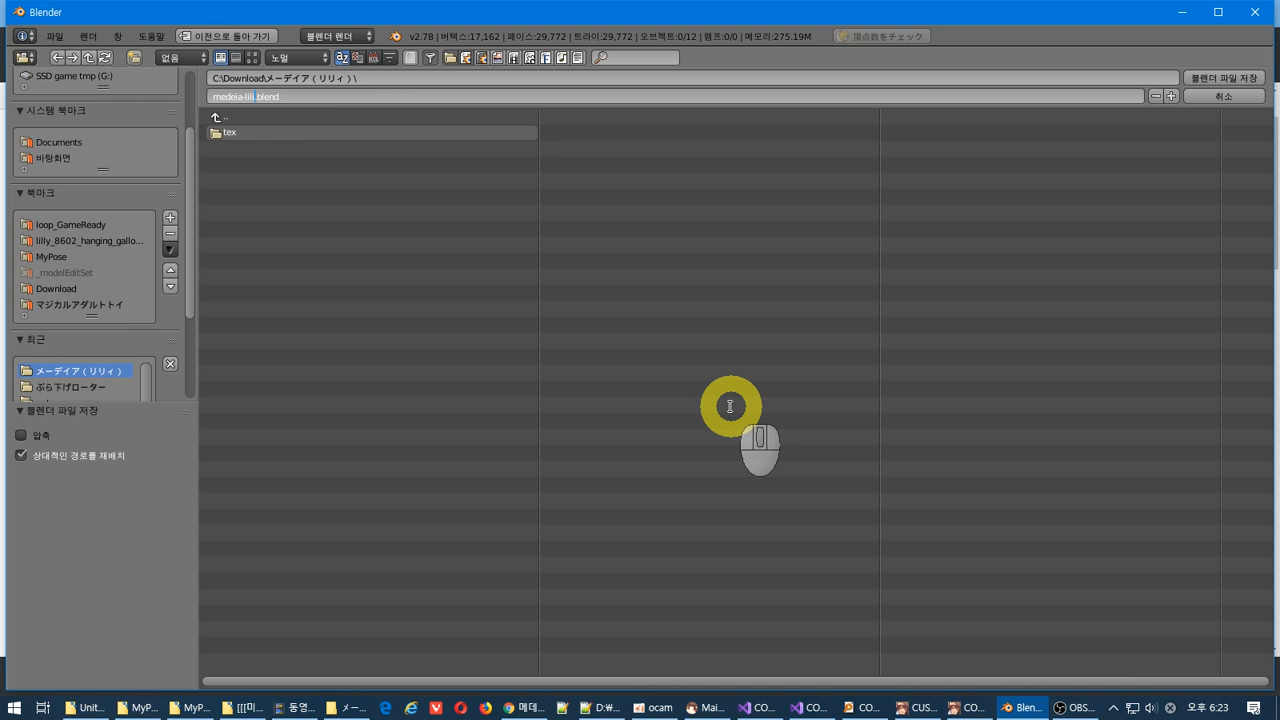 Blender
파일 렌더 창 도움말 이전으로 돌아 가기 블렌더 렌더 v2.78 | 버텍스:17,162 | 페이스:29,772 | 트라이:29,772 | 오브젝트:0/12 | 램프:0/0 | 메모리:275.19M 頂点数をチェック
없음 노멀
SSD game tmp (G:)
C:\Download\メーデイア（リリィ）\
블렌더 파일 저장
medeia-lili.blend
취소
시스템 북마크
..
tex
Documents
바탕화면
북마크
loop_GameReady
lilly_8602_hanging_gallo...
MyPose
_modelEditSet
Download
マジカルアダルトトイ
최근
メーデイア（リリィ）
ぶら下げローター
블렌더 파일 저장
압축
상대적인 경로를 재배치
Unit... MyP... MyP... [[[미... 동영... メー... 메데... D:₩... ocam Mai... CO... CO... CO... CUS... CO... Blen... OBS... 오후 6:23